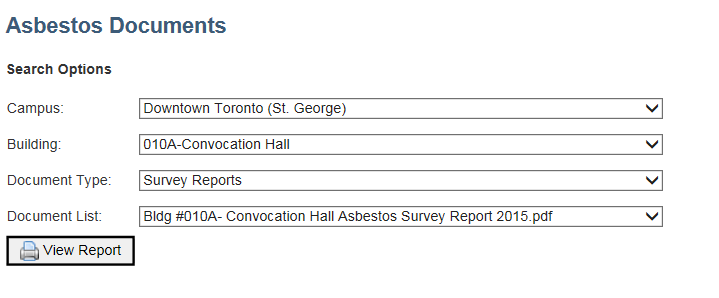 Asbestos Documents
Search Options
Campus: Downtown Toronto (St. George)
Building: 010A-Convocation Hall
Document Type: Survey Reports
Document List: Bldg #010A- Convocation Hall Asbestos Survey Report 2015.pdf
View Report